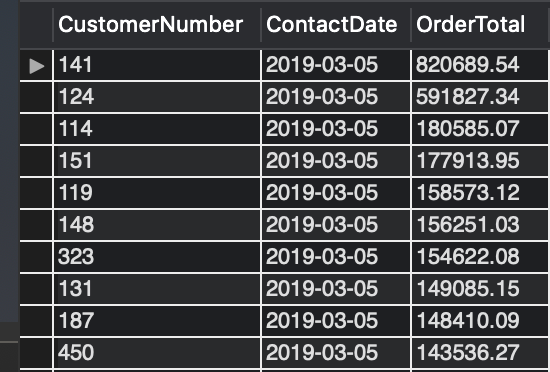 CustomerNumber ContactDate OrderTotal
141 2019-03-05 820689.54
124 2019-03-05 591827.34
114 2019-03-05 180585.07
151 2019-03-05 177913.95
119 2019-03-05 158573.12
148 2019-03-05 156251.03
323 2019-03-05 154622.08
131 2019-03-05 149085.15
187 2019-03-05 148410.09
450 2019-03-05 143536.27